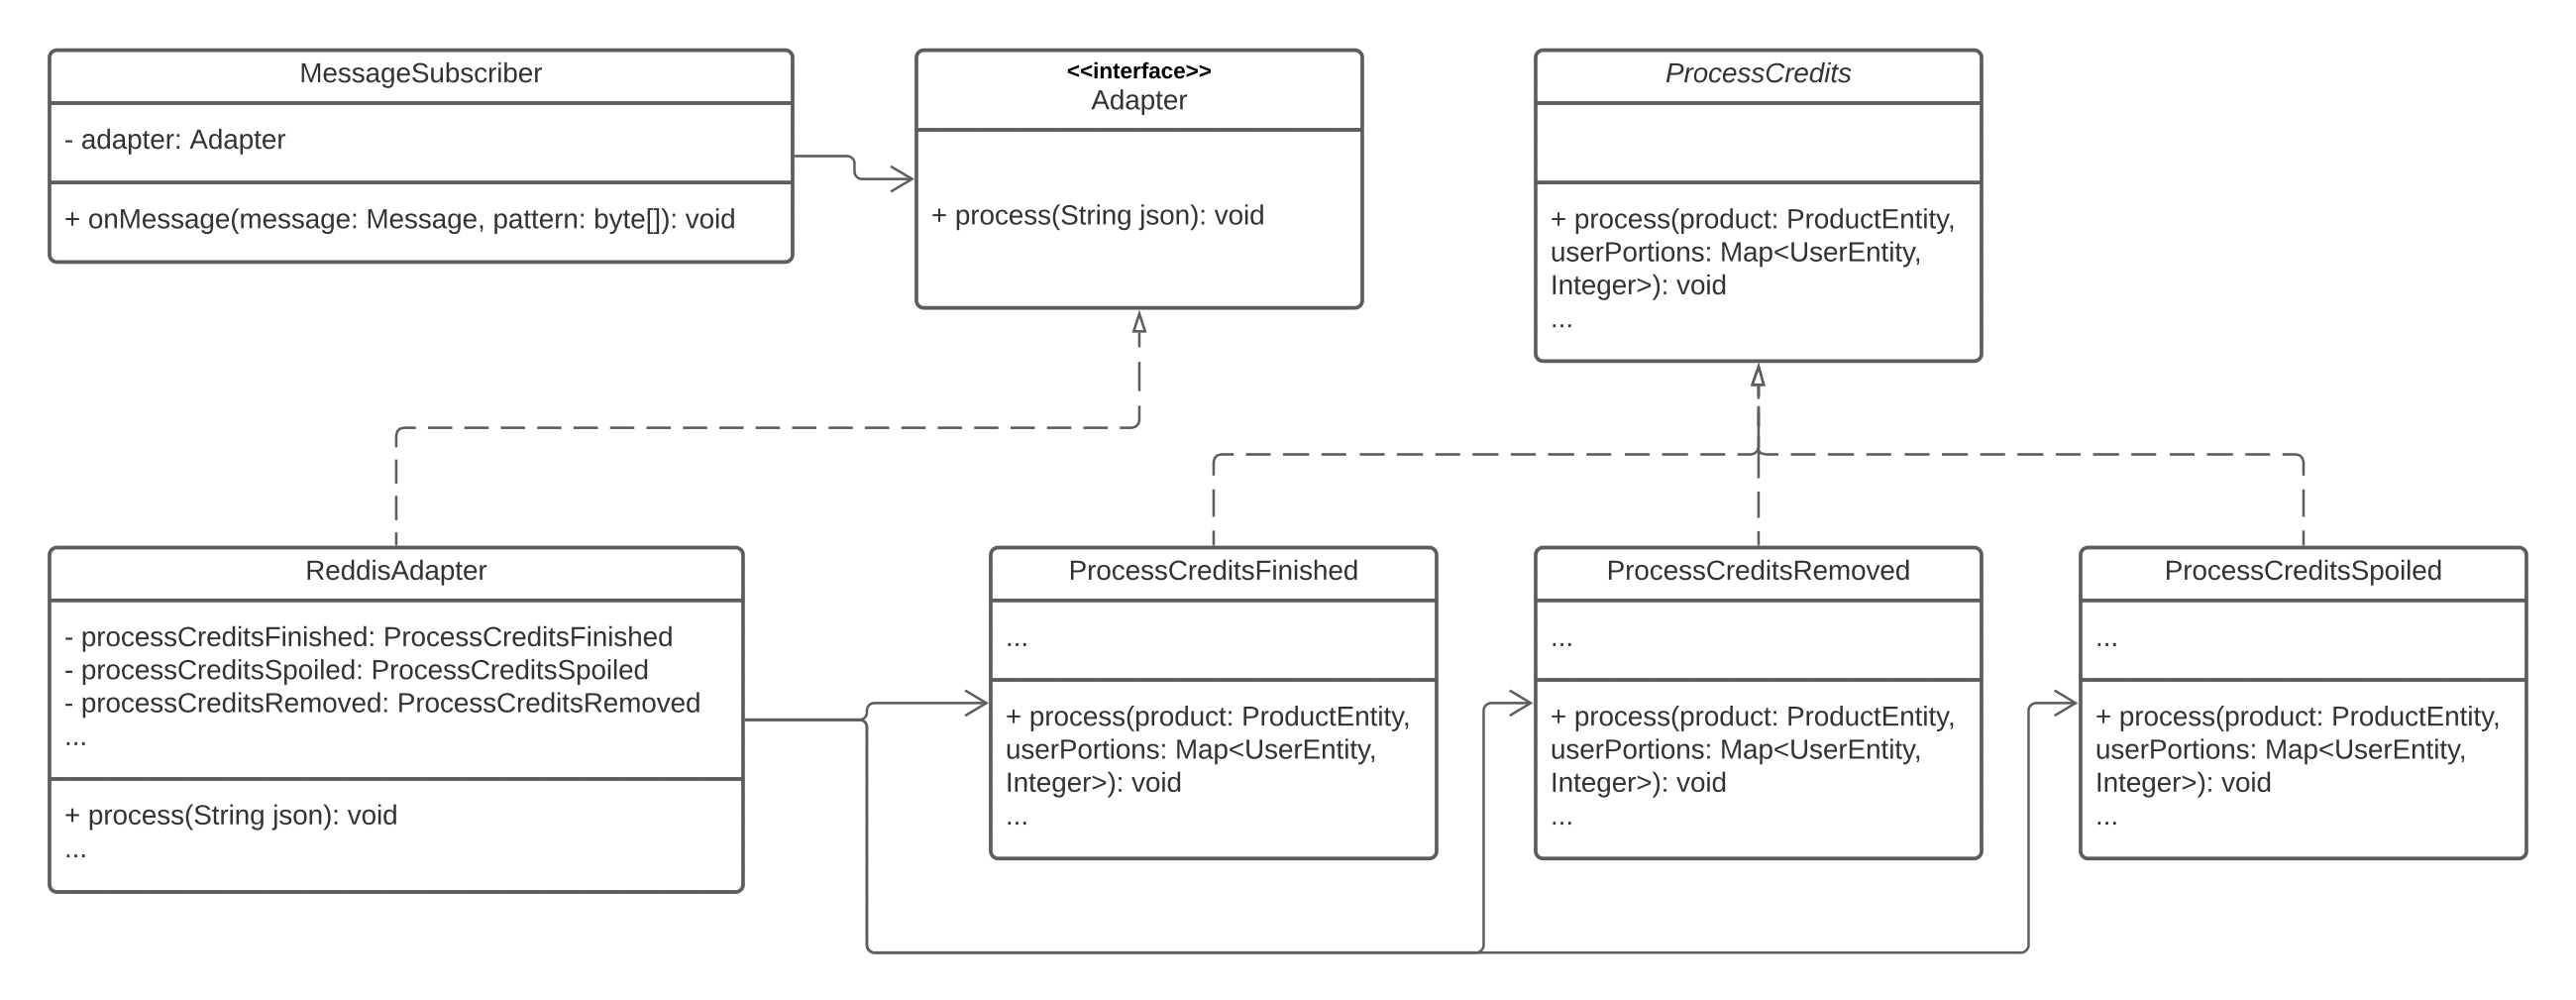 MessageSubscriber
- adapter: Adapter
+ onMessage(message: Message, pattern: byte[]): void
<<interface>>
Adapter
+ process(String json): void
ProcessCredits
+ process(product: ProductEntity,
userPortions: Map<UserEntity,
Integer>): void
...
ReddisAdapter
- processCreditsFinished: ProcessCreditsFinished
- processCreditsSpoiled: ProcessCreditsSpoiled
- processCreditsRemoved: ProcessCreditsRemoved
...
+ process(String json): void
...
ProcessCreditsFinished
...
+ process(product: ProductEntity,
userPortions: Map<UserEntity,
Integer>): void
...
ProcessCreditsRemoved
...
+ process(product: ProductEntity,
userPortions: Map<UserEntity,
Integer>): void
...
ProcessCreditsSpoiled
...
+ process(product: ProductEntity,
userPortions: Map<UserEntity,
Integer>): void
...